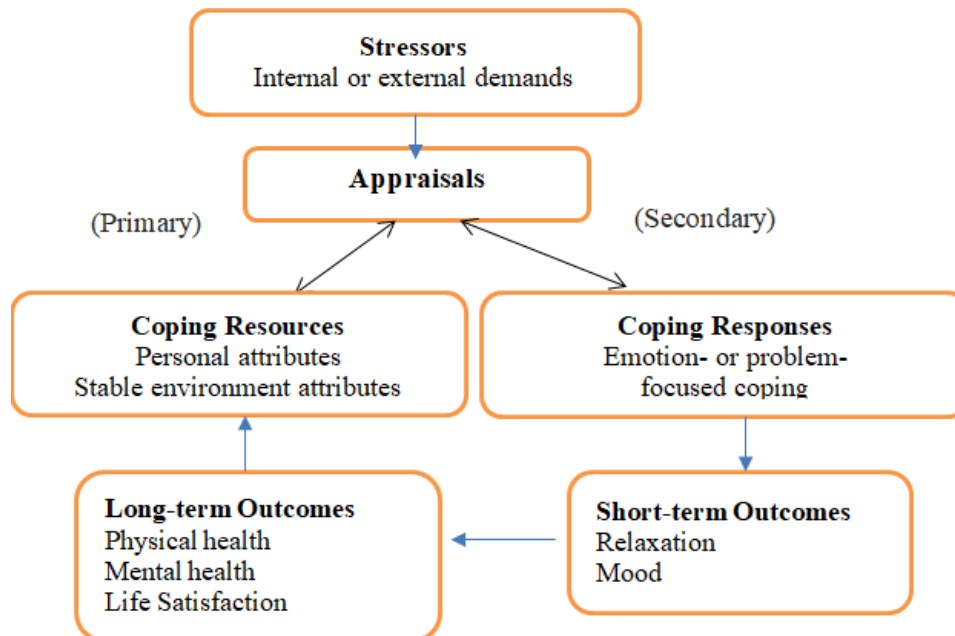 Stressors
Internal or external demands
Appraisals
(Primary)
(Secondary)
Coping Resources
Personal attributes
Stable environment attributes
Coping Responses
Emotion- or problem-
focused coping
Long-term Outcomes
Physical health
Mental health
Life Satisfaction
Short-term Outcomes
Relaxation
Mood